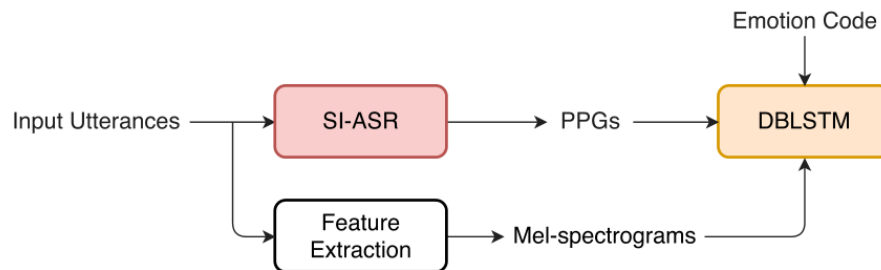 Emotion Code
Input Utterances
SI-ASR
PPGs
DBLSTM
Feature
Extraction
Mel-spectrograms